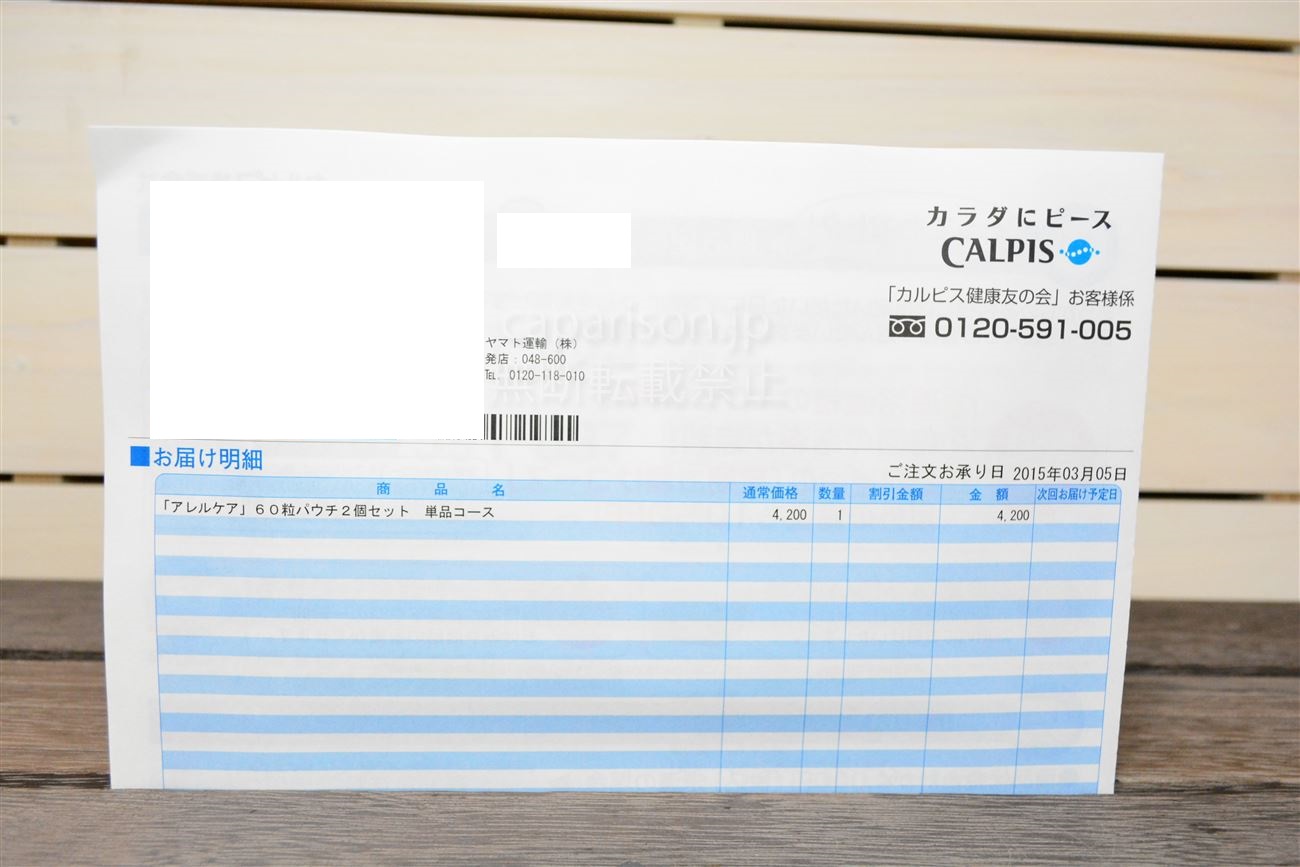 カラダにピース
CALPIS
「カルピス健康友の会」お客様係
0120-591-005
caparison.jp
無断転載禁止
ヤマト運輸（株）
発店：048-600
℡. 0120-118-010
お届け明細
ご注文お承り日 2015年03月05日
商品名 通常価格 数量 割引金額 金額 次回お届け予定日
「アレルケア」６０粒パウチ２個セット 単品コース 4,200 1 4,200